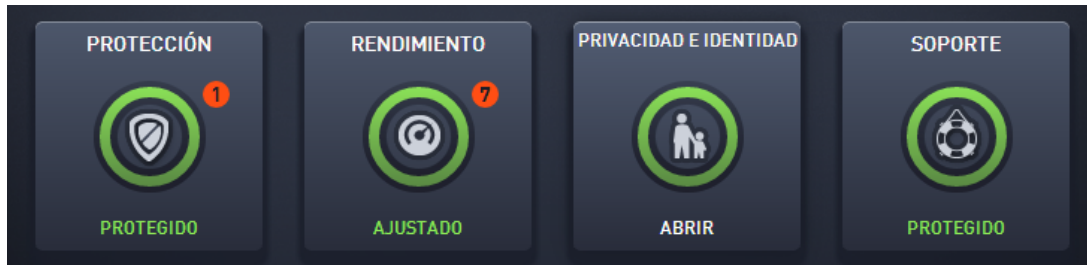 PROTECCIÓN
1
PROTEGIDO
RENDIMIENTO
7
AJUSTADO
PRIVACIDAD E IDENTIDAD
ABRIR
SOPORTE
PROTEGIDO